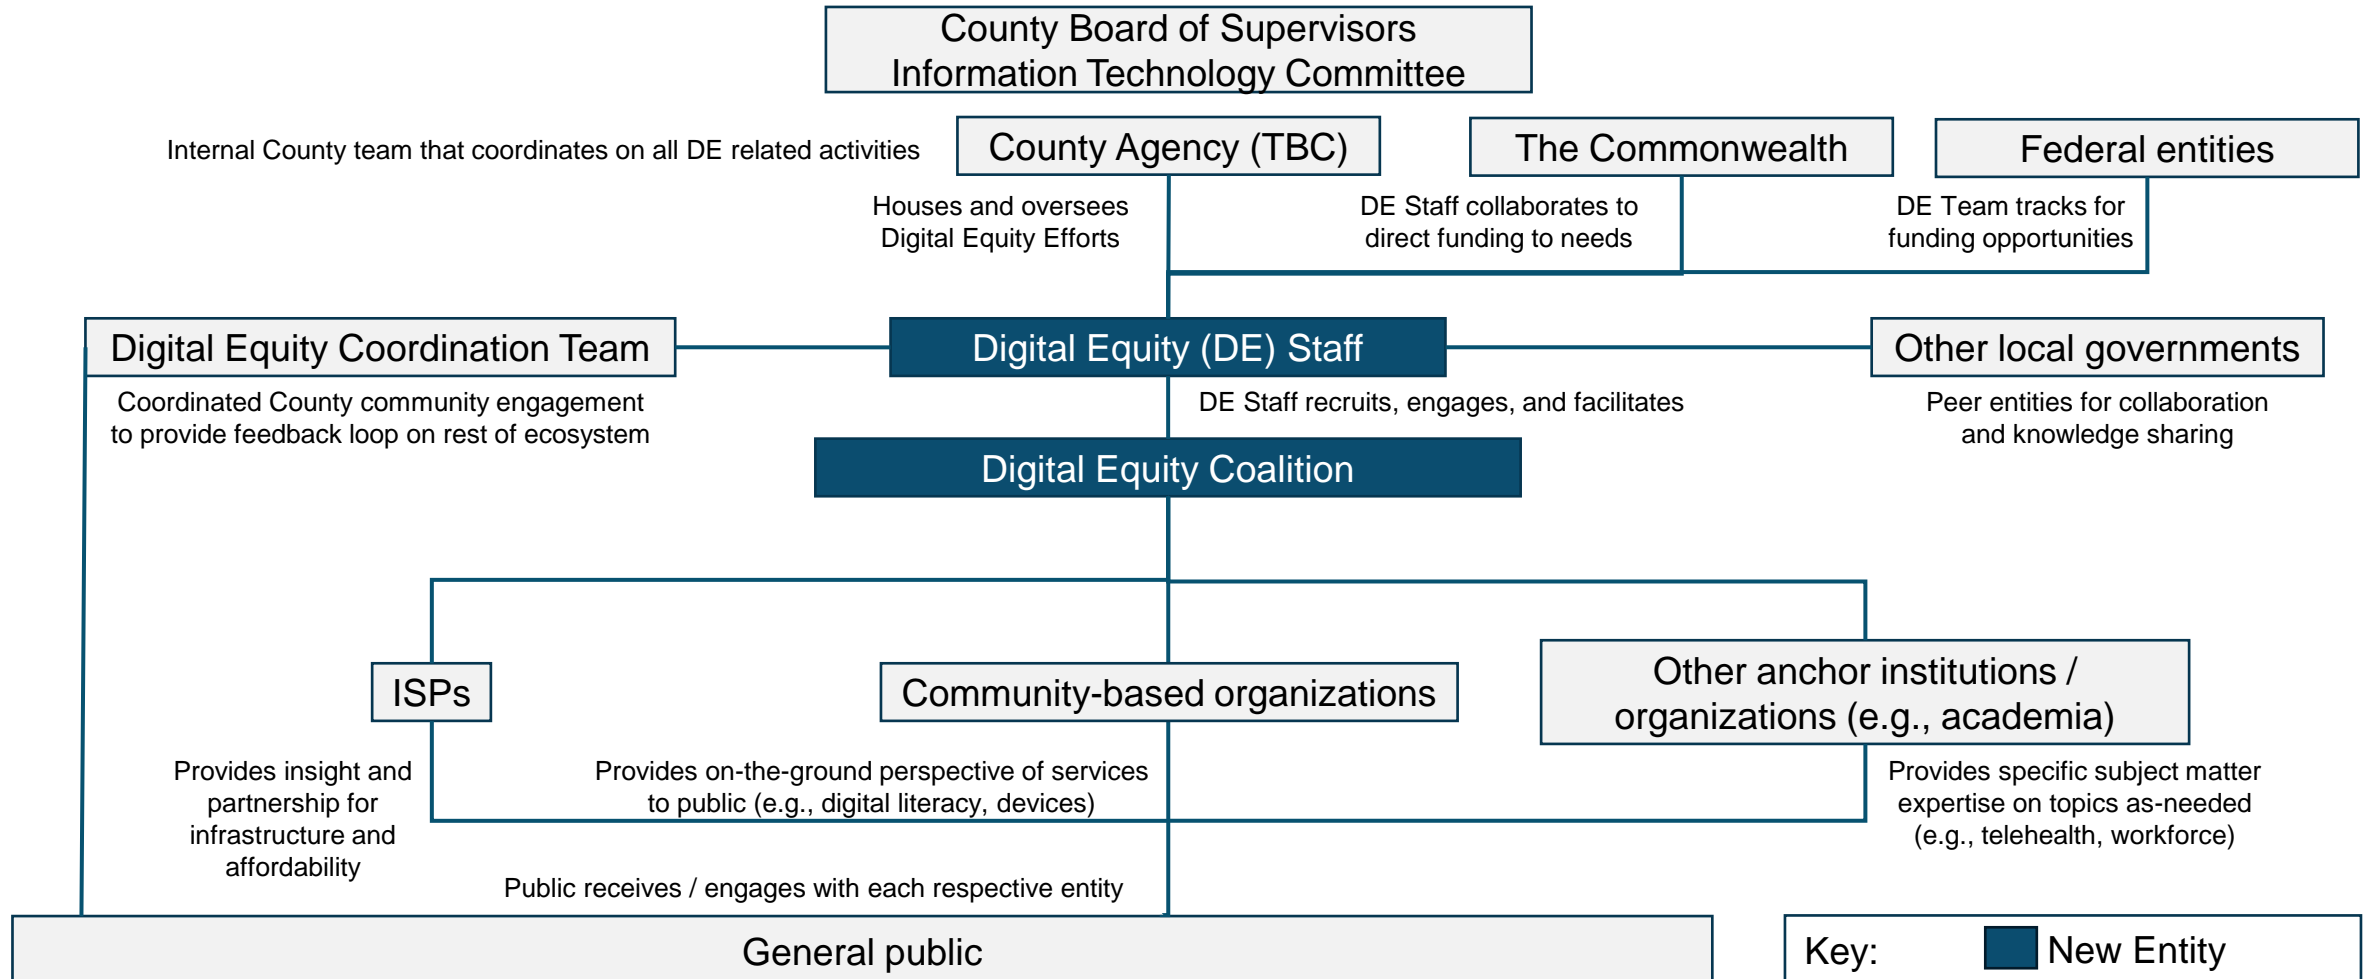 County Board of Supervisors
Information Technology Committee
Internal County team that coordinates on all DE related activities
County Agency (TBC)
The Commonwealth
Federal entities
Houses and oversees
Digital Equity Efforts
DE Staff collaborates to
direct funding to needs
DE Team tracks for
funding opportunities
Digital Equity Coordination Team
Digital Equity (DE) Staff
Other local governments
Coordinated County community engagement
to provide feedback loop on rest of ecosystem
DE Staff recruits, engages, and facilitates
Peer entities for collaboration
and knowledge sharing
Digital Equity Coalition
ISPs
Community-based organizations
Other anchor institutions /
organizations (e.g., academia)
Provides insight and
partnership for
infrastructure and
affordability
Provides on-the-ground perspective of services
to public (e.g., digital literacy, devices)
Provides specific subject matter
expertise on topics as-needed
(e.g., telehealth, workforce)
Public receives / engages with each respective entity
General public
Key:
New Entity